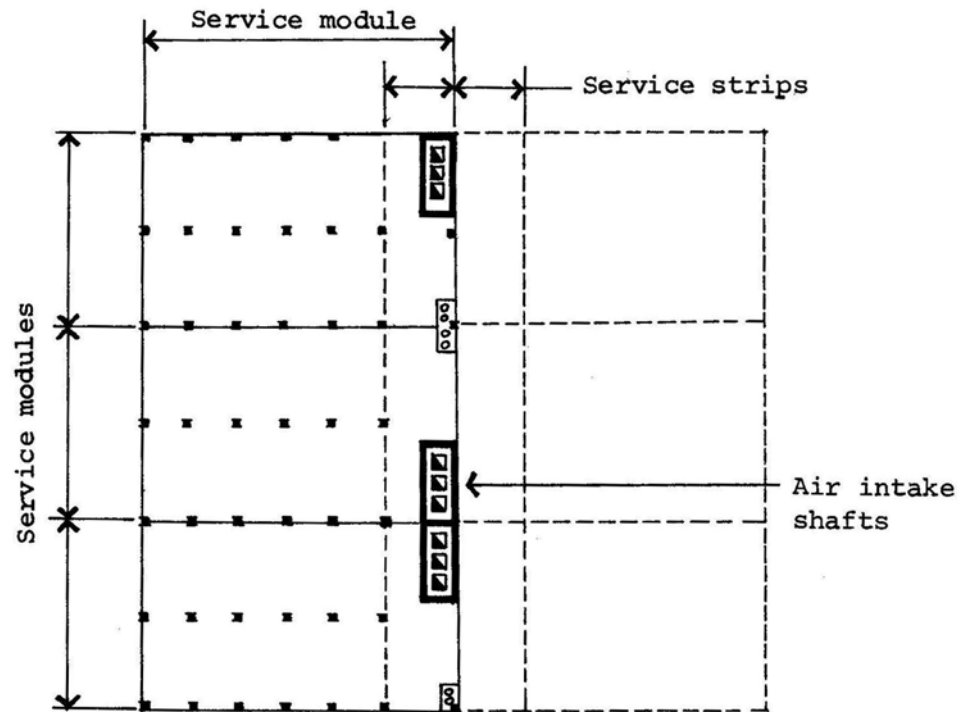 Service module
Service strips
Service modules
Air intake
shafts